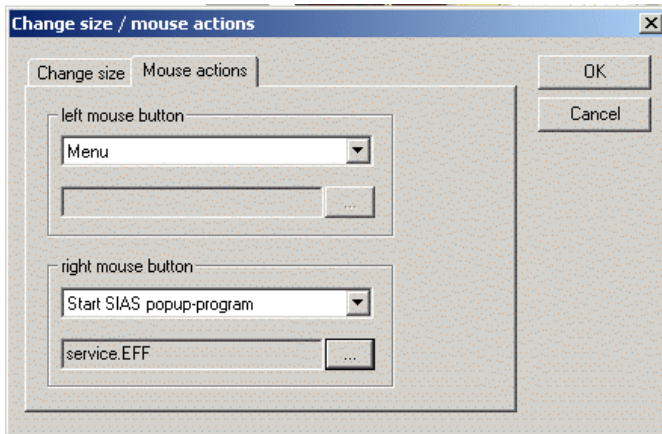 Change size / mouse actions
Change size
Mouse actions
OK
Cancel
left mouse button
Menu
...
right mouse button
Start SIAS popup-program
service.EFF
...